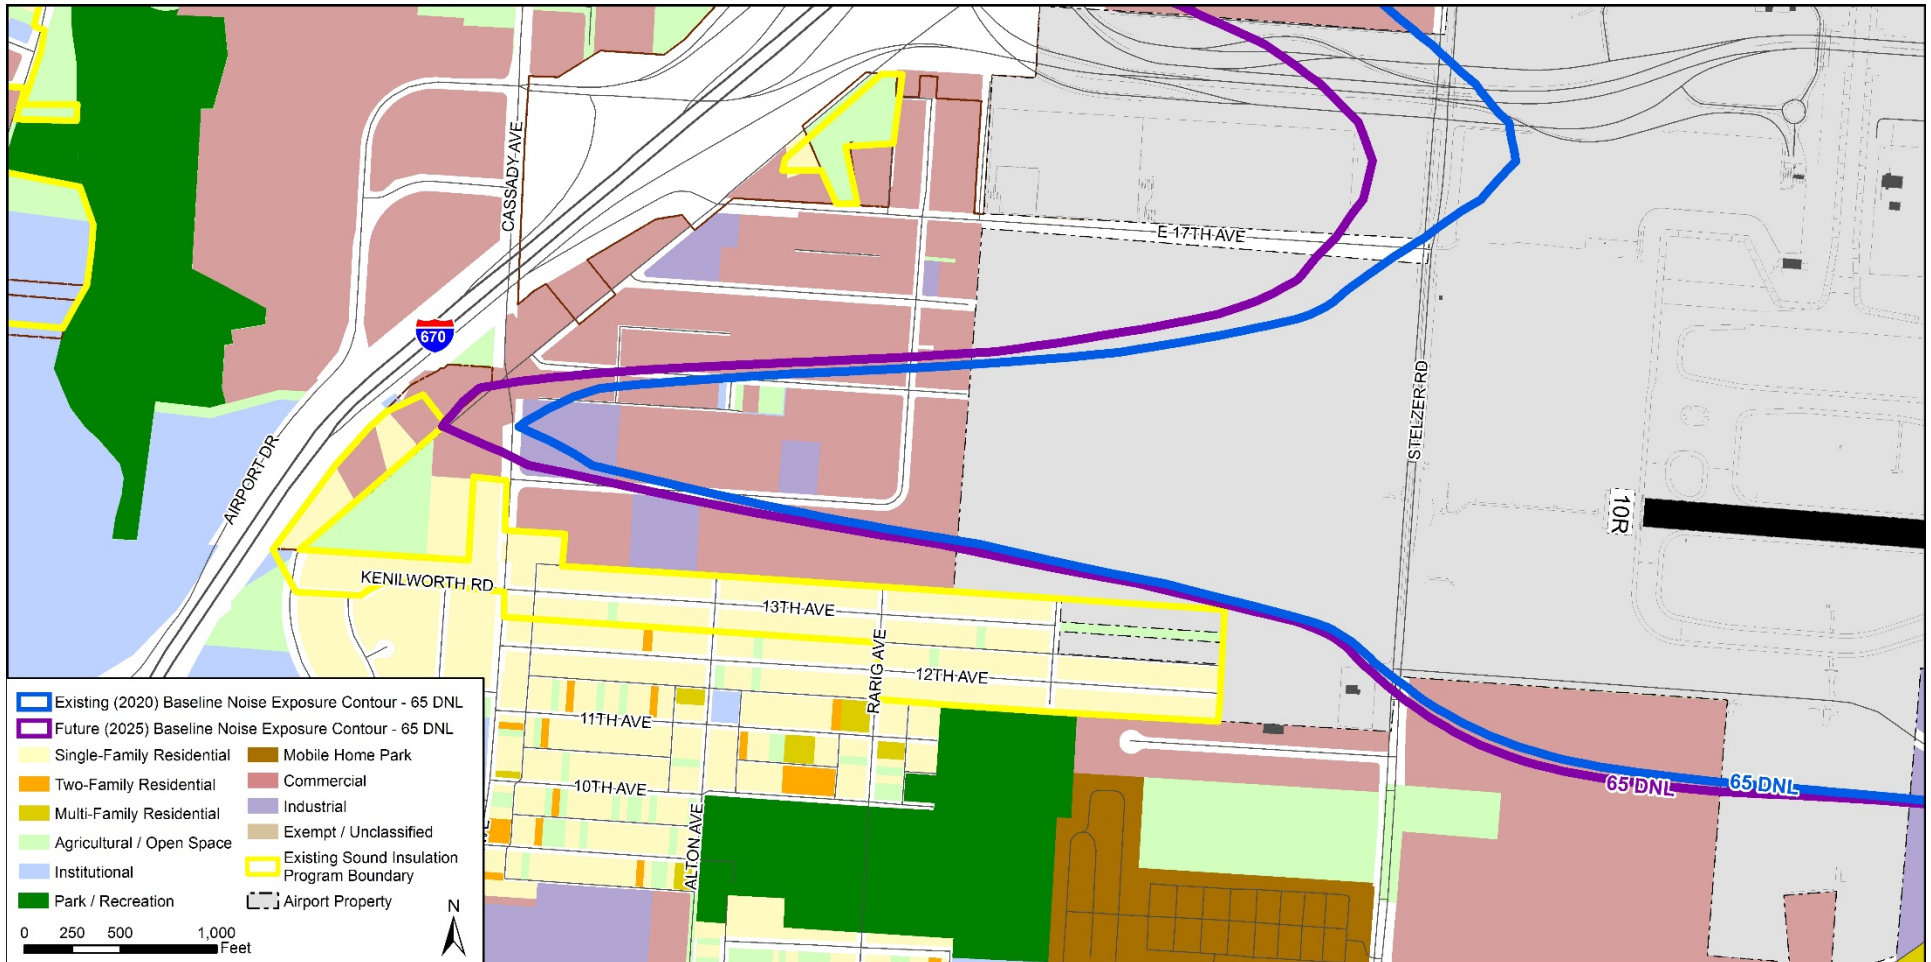 CASSADY AVE
E 17TH AVE
670
STELZER RD
AIRPORT DR
10R
KENILWORTH RD
13TH AVE
RARIG AVE
12TH AVE
11TH AVE
10TH AVE
ALTON AVE
65 DNL
65 DNL
Existing (2020) Baseline Noise Exposure Contour - 65 DNL
Future (2025) Baseline Noise Exposure Contour - 65 DNL
Single-Family Residential
Two-Family Residential
Multi-Family Residential
Agricultural / Open Space
Institutional
Park / Recreation
Mobile Home Park
Commercial
Industrial
Exempt / Unclassified
Existing Sound Insulation
Program Boundary
Airport Property
0 250 500 1,000
Feet
N